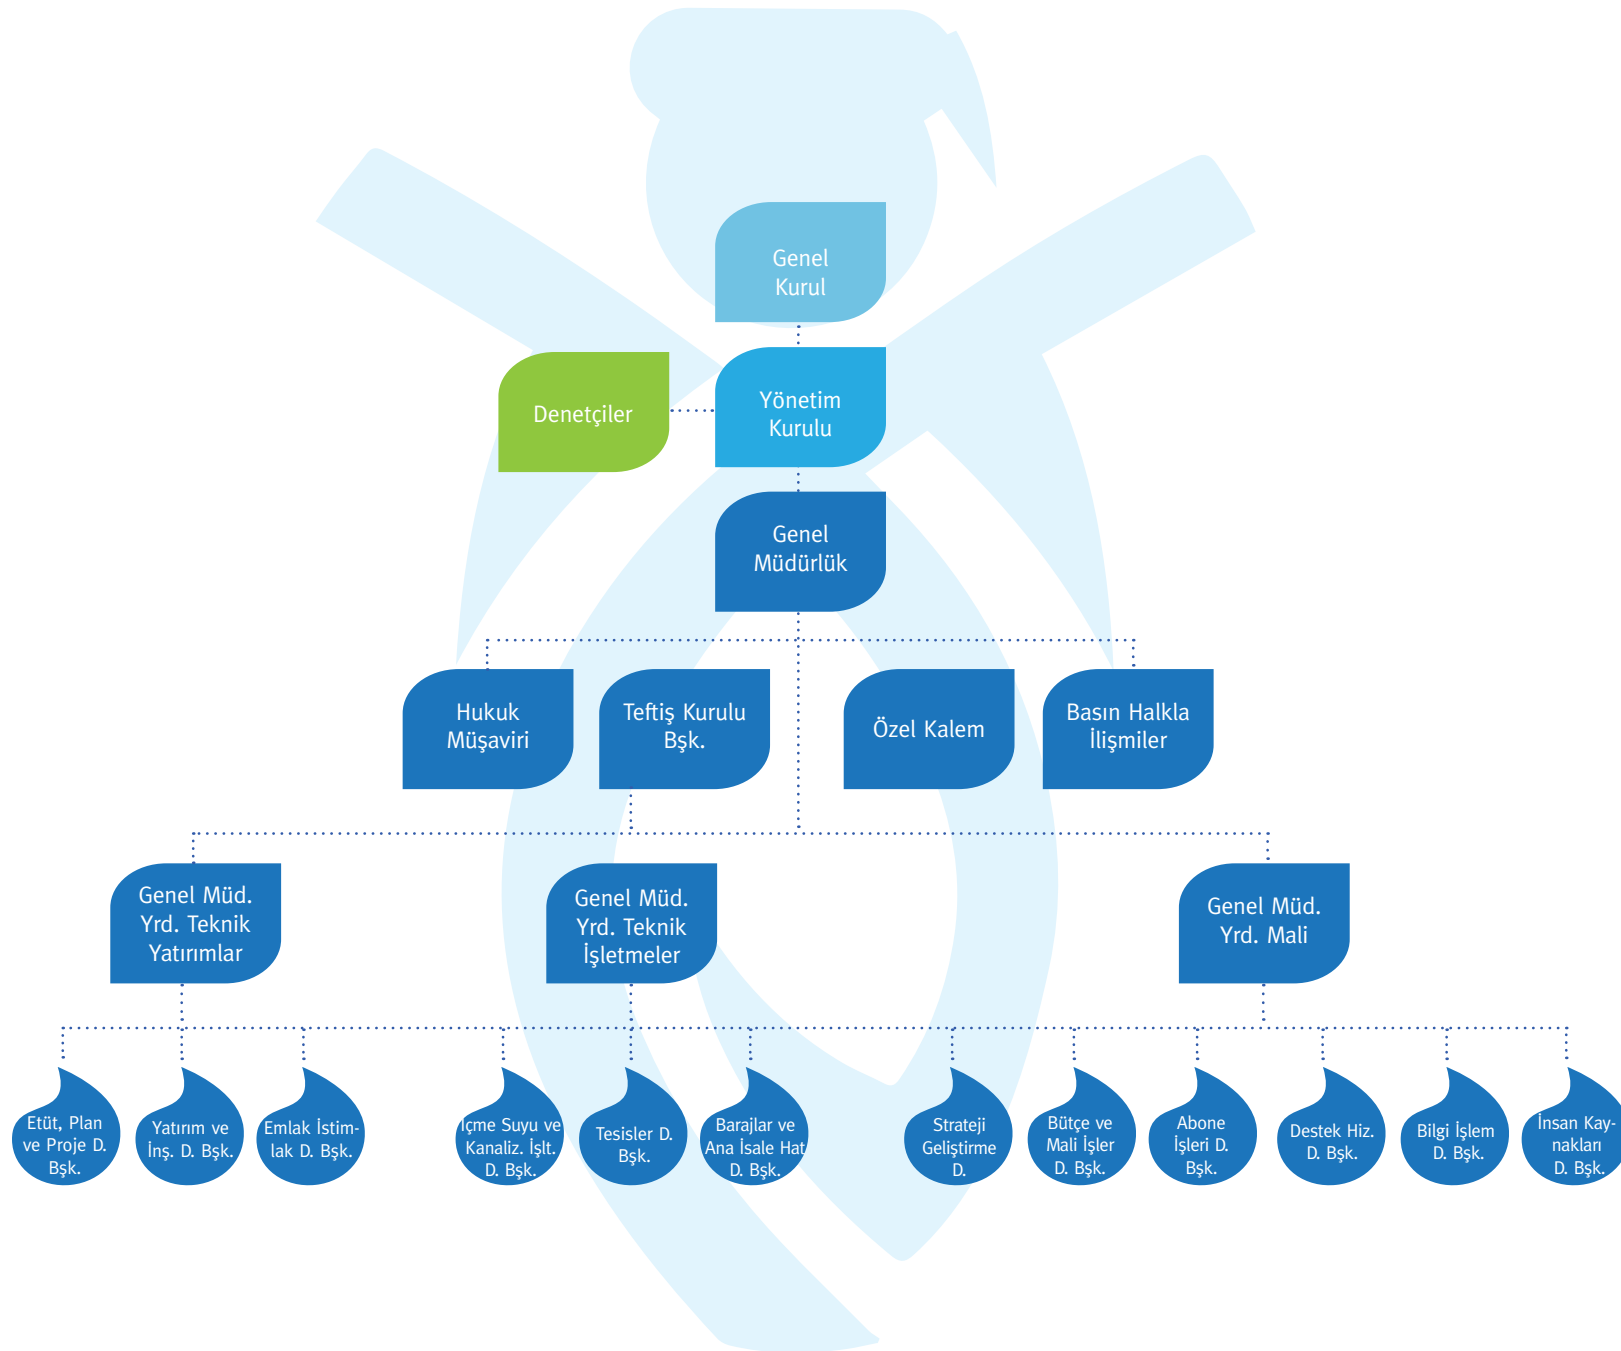 Genel
Kurul
Denetçiler
Yönetim
Kurulu
Genel
Müdürlük
Hukuk
Müşaviri
Teftiş Kurulu
Bşk.
Özel Kalem
Basın Halkla
İlişmiler
Genel Müd.
Yrd. Teknik
Yatırımlar
Genel Müd.
Yrd. Teknik
İşletmeler
Genel Müd.
Yrd. Mali
Etüt, Plan
ve Proje D.
Bşk.
Yatırım ve
İnş. D. Bşk.
Emlak İstim-
lak D. Bşk.
İçme Suyu ve
Kanaliz. İşlt.
D. Bşk.
Tesisler D.
Bşk.
Barajlar ve
Ana İsale Hat
D. Bşk.
Strateji
Geliştirme
D.
Bütçe ve
Mali İşler
D. Bşk.
Abone
İşleri D.
Bşk.
Destek Hiz.
D. Bşk.
Bilgi İşlem
D. Bşk.
İnsan Kay-
nakları
D. Bşk.